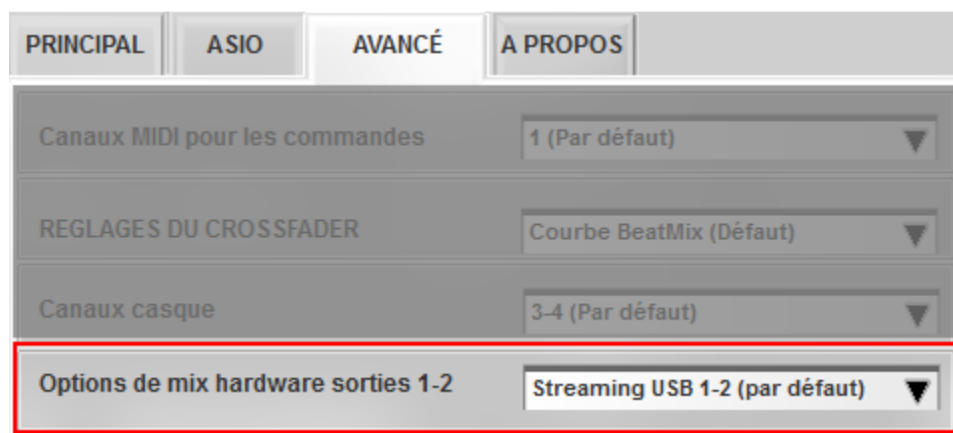 PRINCIPAL ASIO AVANCÉ A PROPOS
Canaux MIDI pour les commandes 1 (Par défaut)
REGLAGES DU CROSSFADER Courbe BeatMix (Défaut)
Canaux casque 3-4 (Par défaut)
Options de mix hardware sorties 1-2 Streaming USB 1-2 (par défaut)